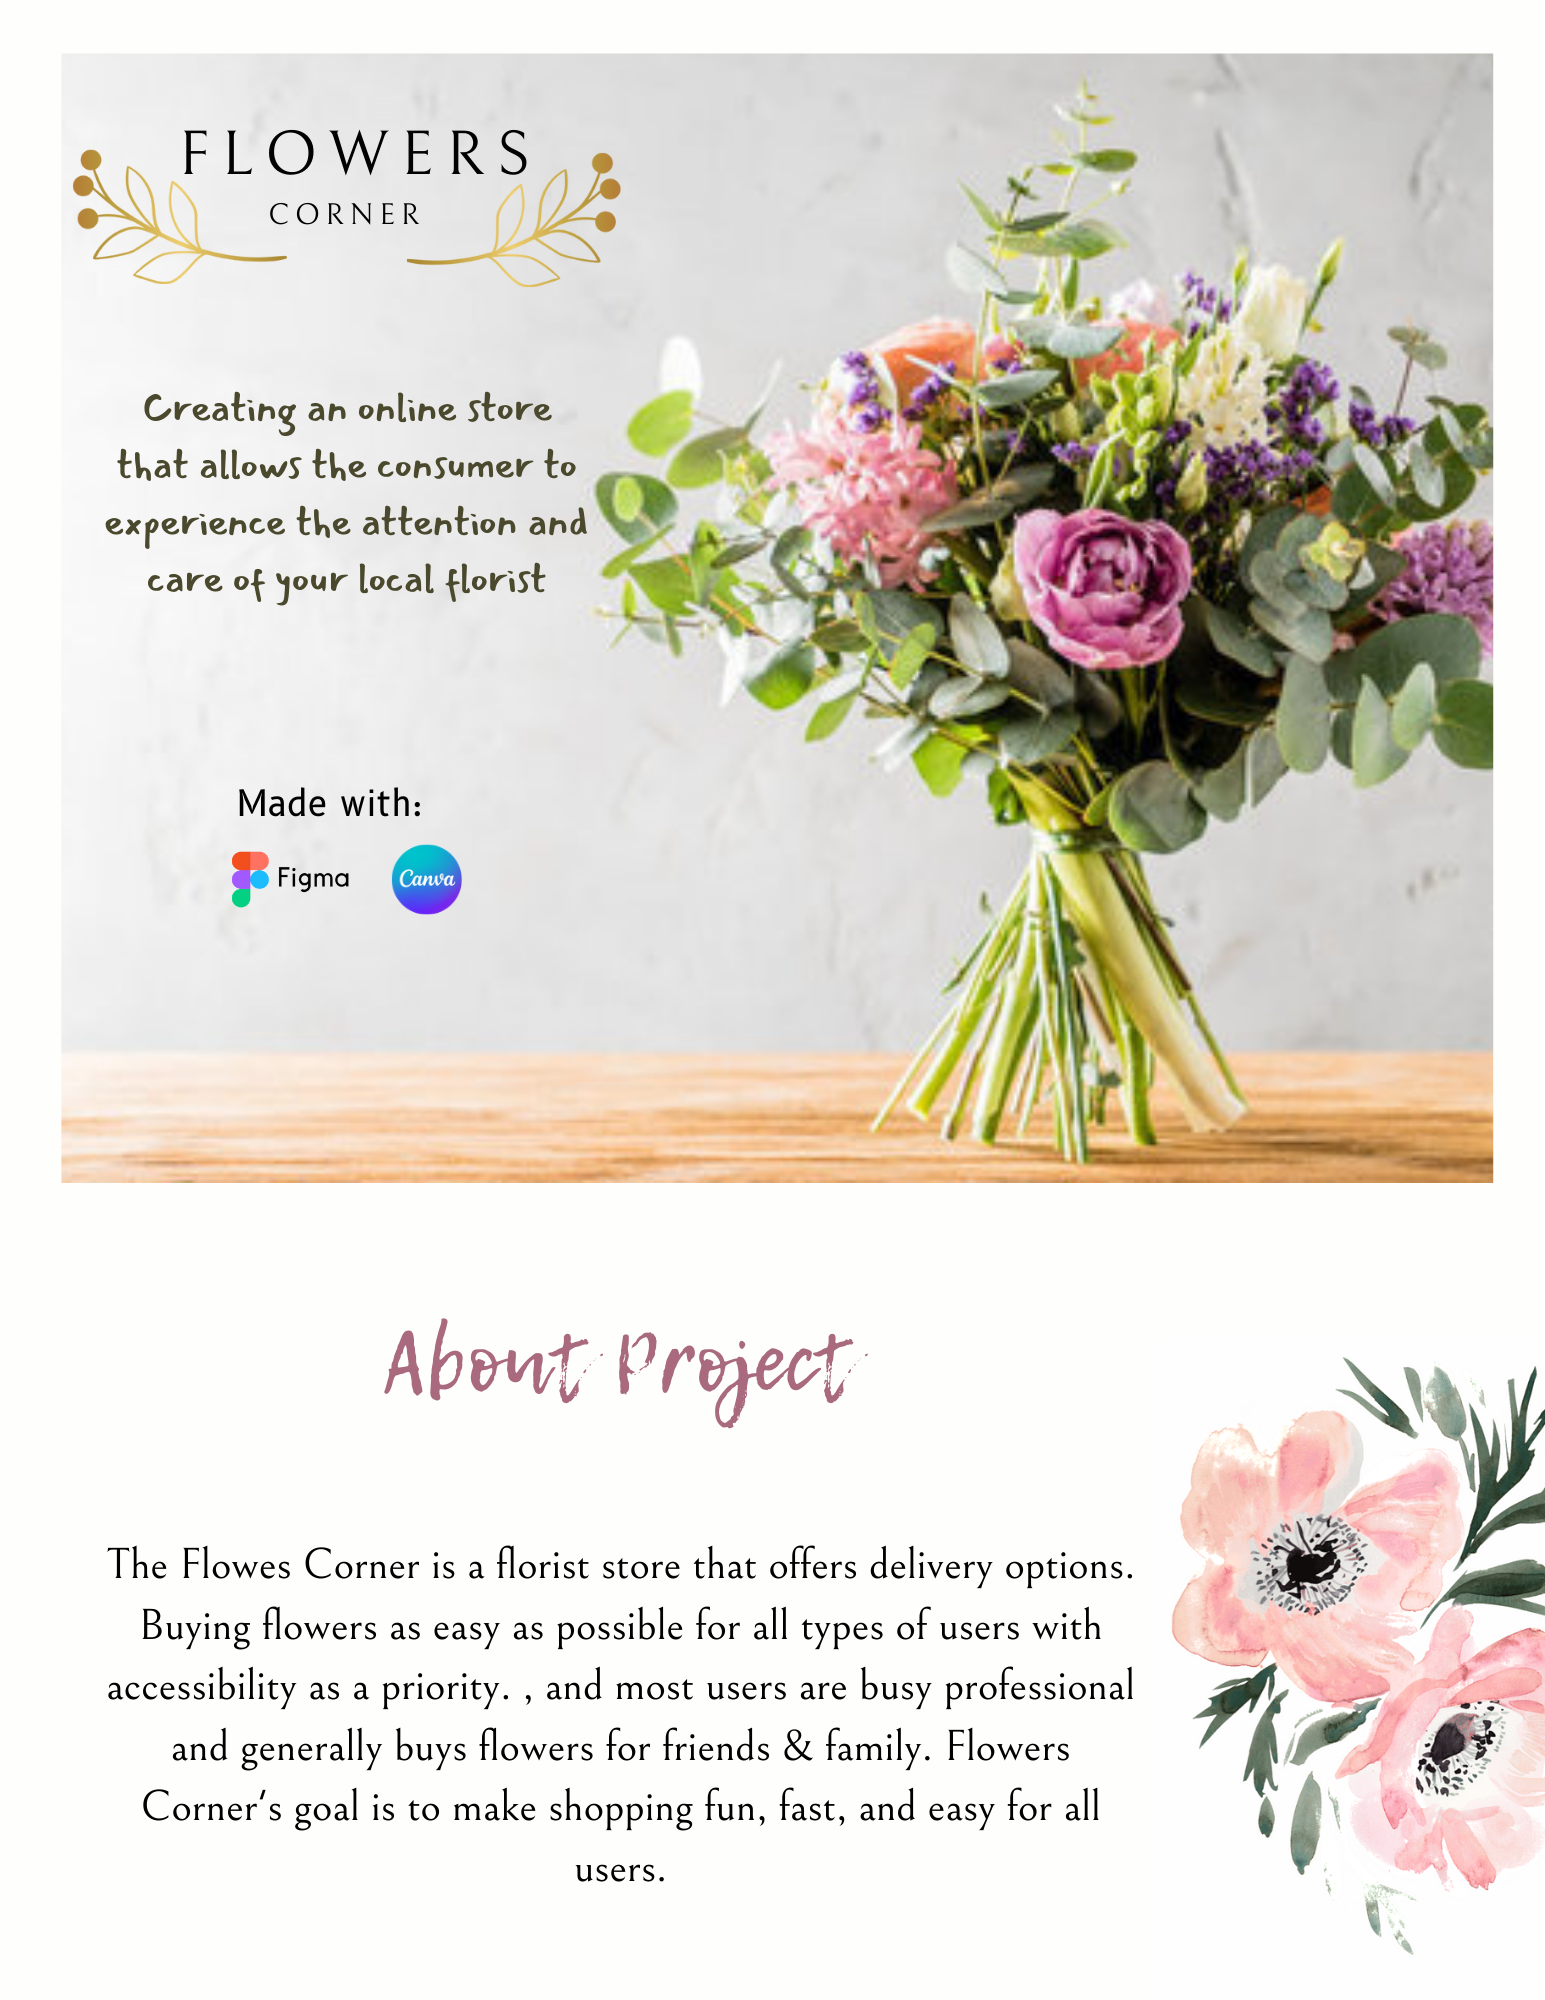 FLOWERS
CORNER
Creating an online store
that allows the consumer to
experience the attention and
care of your local florist
Made with:
Figma
Canva
About Project
The Flowes Corner is a florist store that offers delivery options.
Buying flowers as easy as possible for all types of users with
accessibility as a priority. , and most users are busy professional
and generally buys flowers for friends & family. Flowers
Corner's goal is to make shopping fun, fast, and easy for all
users.